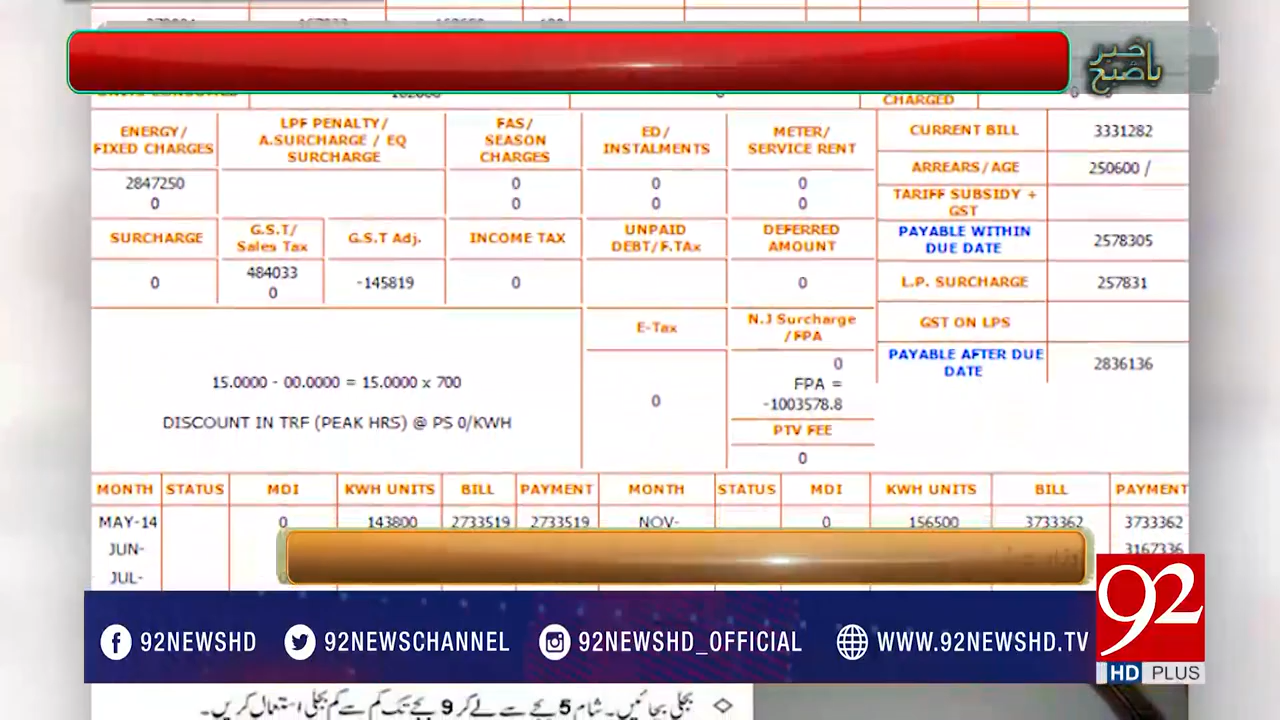 باخبر صبح
CHARGED
ENERGY/ FIXED CHARGES
LPF PENALTY/ A.SURCHARGE / EQ SURCHARGE
FAS/ SEASON CHARGES
ED/ INSTALMENTS
METER/ SERVICE RENT
CURRENT BILL 3331282
2847250
0
0
0
0
0
0
0
ARREARS/AGE 250600 /
TARIFF SUBSIDY + GST
SURCHARGE
G.S.T/ Sales Tax
G.S.T Adj.
INCOME TAX
UNPAID DEBT/F.TAx
DEFERRED AMOUNT
PAYABLE WITHIN DUE DATE 2578305
0
484033
0
-145819
0
0
L.P. SURCHARGE 257831
E-Tax
N.J Surcharge /FPA
GST ON LPS
PAYABLE AFTER DUE DATE 2836136
15.0000 - 00.0000 = 15.0000 x 700
DISCOUNT IN TRF (PEAK HRS) @ PS 0/KWH
0
0
FPA = -1003578.8
PTV FEE
0
MONTH STATUS MDI KWH UNITS BILL PAYMENT MONTH STATUS MDI KWH UNITS BILL PAYMENT
MAY-14 0 143800 2733519 2733519 NOV- 0 156500 3733362 3733362
JUN- 3167336
JUL-
92NEWSHD 92NEWSCHANNEL 92NEWSHD_OFFICIAL WWW.92NEWSHD.TV
92
HD PLUS
بجلی بچائیں۔ شام 5 بجے سے لے کر 9 بجے تک کم سے کم بجلی استعمال کریں۔